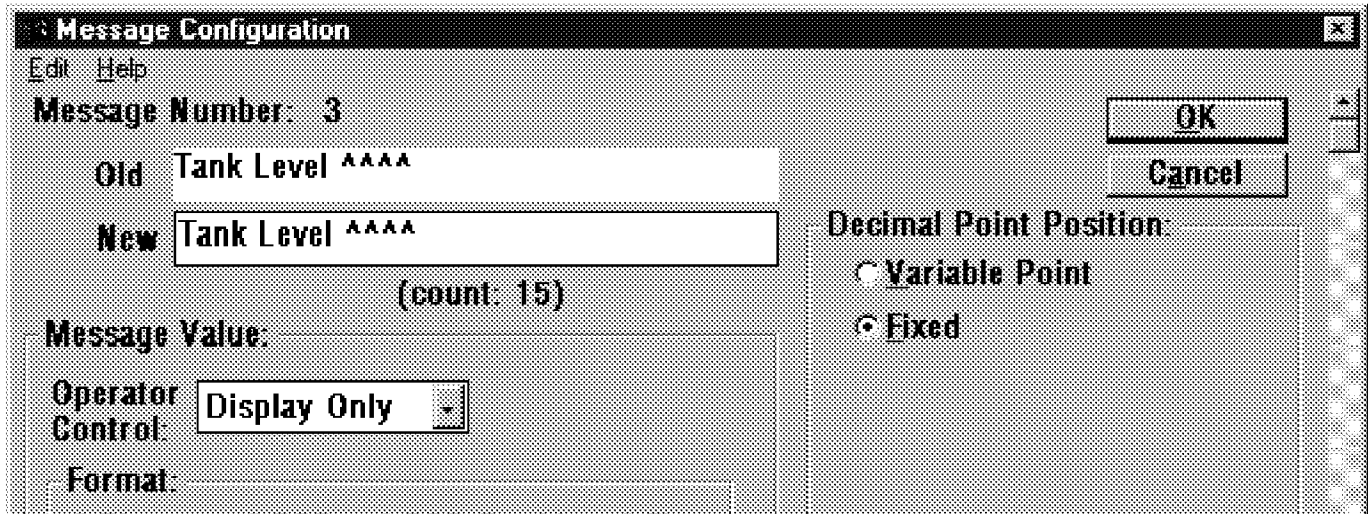 Message Configuration
Edit Help
Message Number: 3
OK
Old Tank Level ^^^^
Cancel
New Tank Level ^^^^
(count: 15)
Decimal Point Position:
Variable Point
Fixed
Message Value:
Operator Control: Display Only
Format: